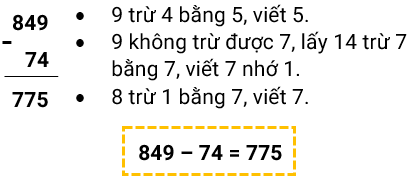 849
-
74
775
• 9 trừ 4 bằng 5, viết 5.
• 9 không trừ được 7, lấy 14 trừ 7
bằng 7, viết 7 nhớ 1.
• 8 trừ 1 bằng 7, viết 7.
849 – 74 = 775